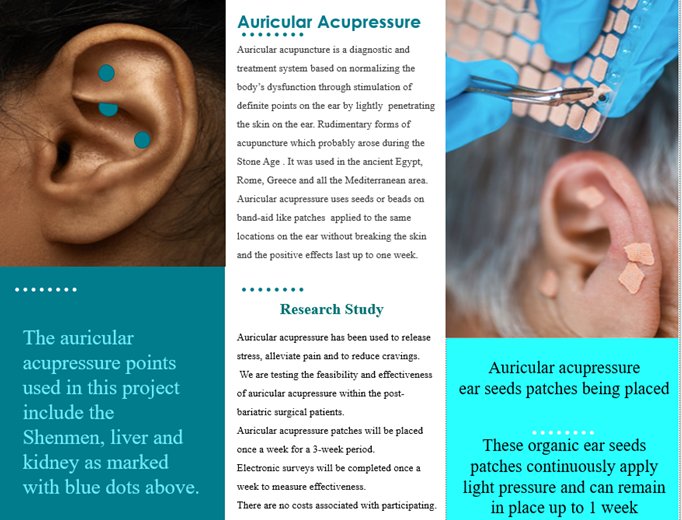 Auricular Acupressure
Auricular acupuncture is a diagnostic and
treatment system based on normalizing the
body's dysfunction through stimulation of
definite points on the ear by lightly penetrating
the skin on the ear. Rudimentary forms of
acupuncture which probably arose during the
Stone Age . It was used in the ancient Egypt,
Rome, Greece and all the Mediterranean area.
Auricular acupressure uses seeds or beads on
band-aid like patches applied to the same
locations on the ear without breaking the skin
and the positive effects last up to one week.
Research Study
Auricular acupressure has been used to release
stress, alleviate pain and to reduce cravings.
We are testing the feasibility and effectiveness
of auricular acupressure within the post-
bariatric surgical patients.
Auricular acupressure patches will be placed
once a week for a 3-week period.
Electronic surveys will be completed once a
week to measure effectiveness.
There are no costs associated with participating.
The auricular
acupressure points
used in this project
include the
Shenmen, liver and
kidney as marked
with blue dots above.
Auricular acupressure
ear seeds patches being placed
These organic ear seeds
patches continuously apply
light pressure and can remain
in place up to 1 week